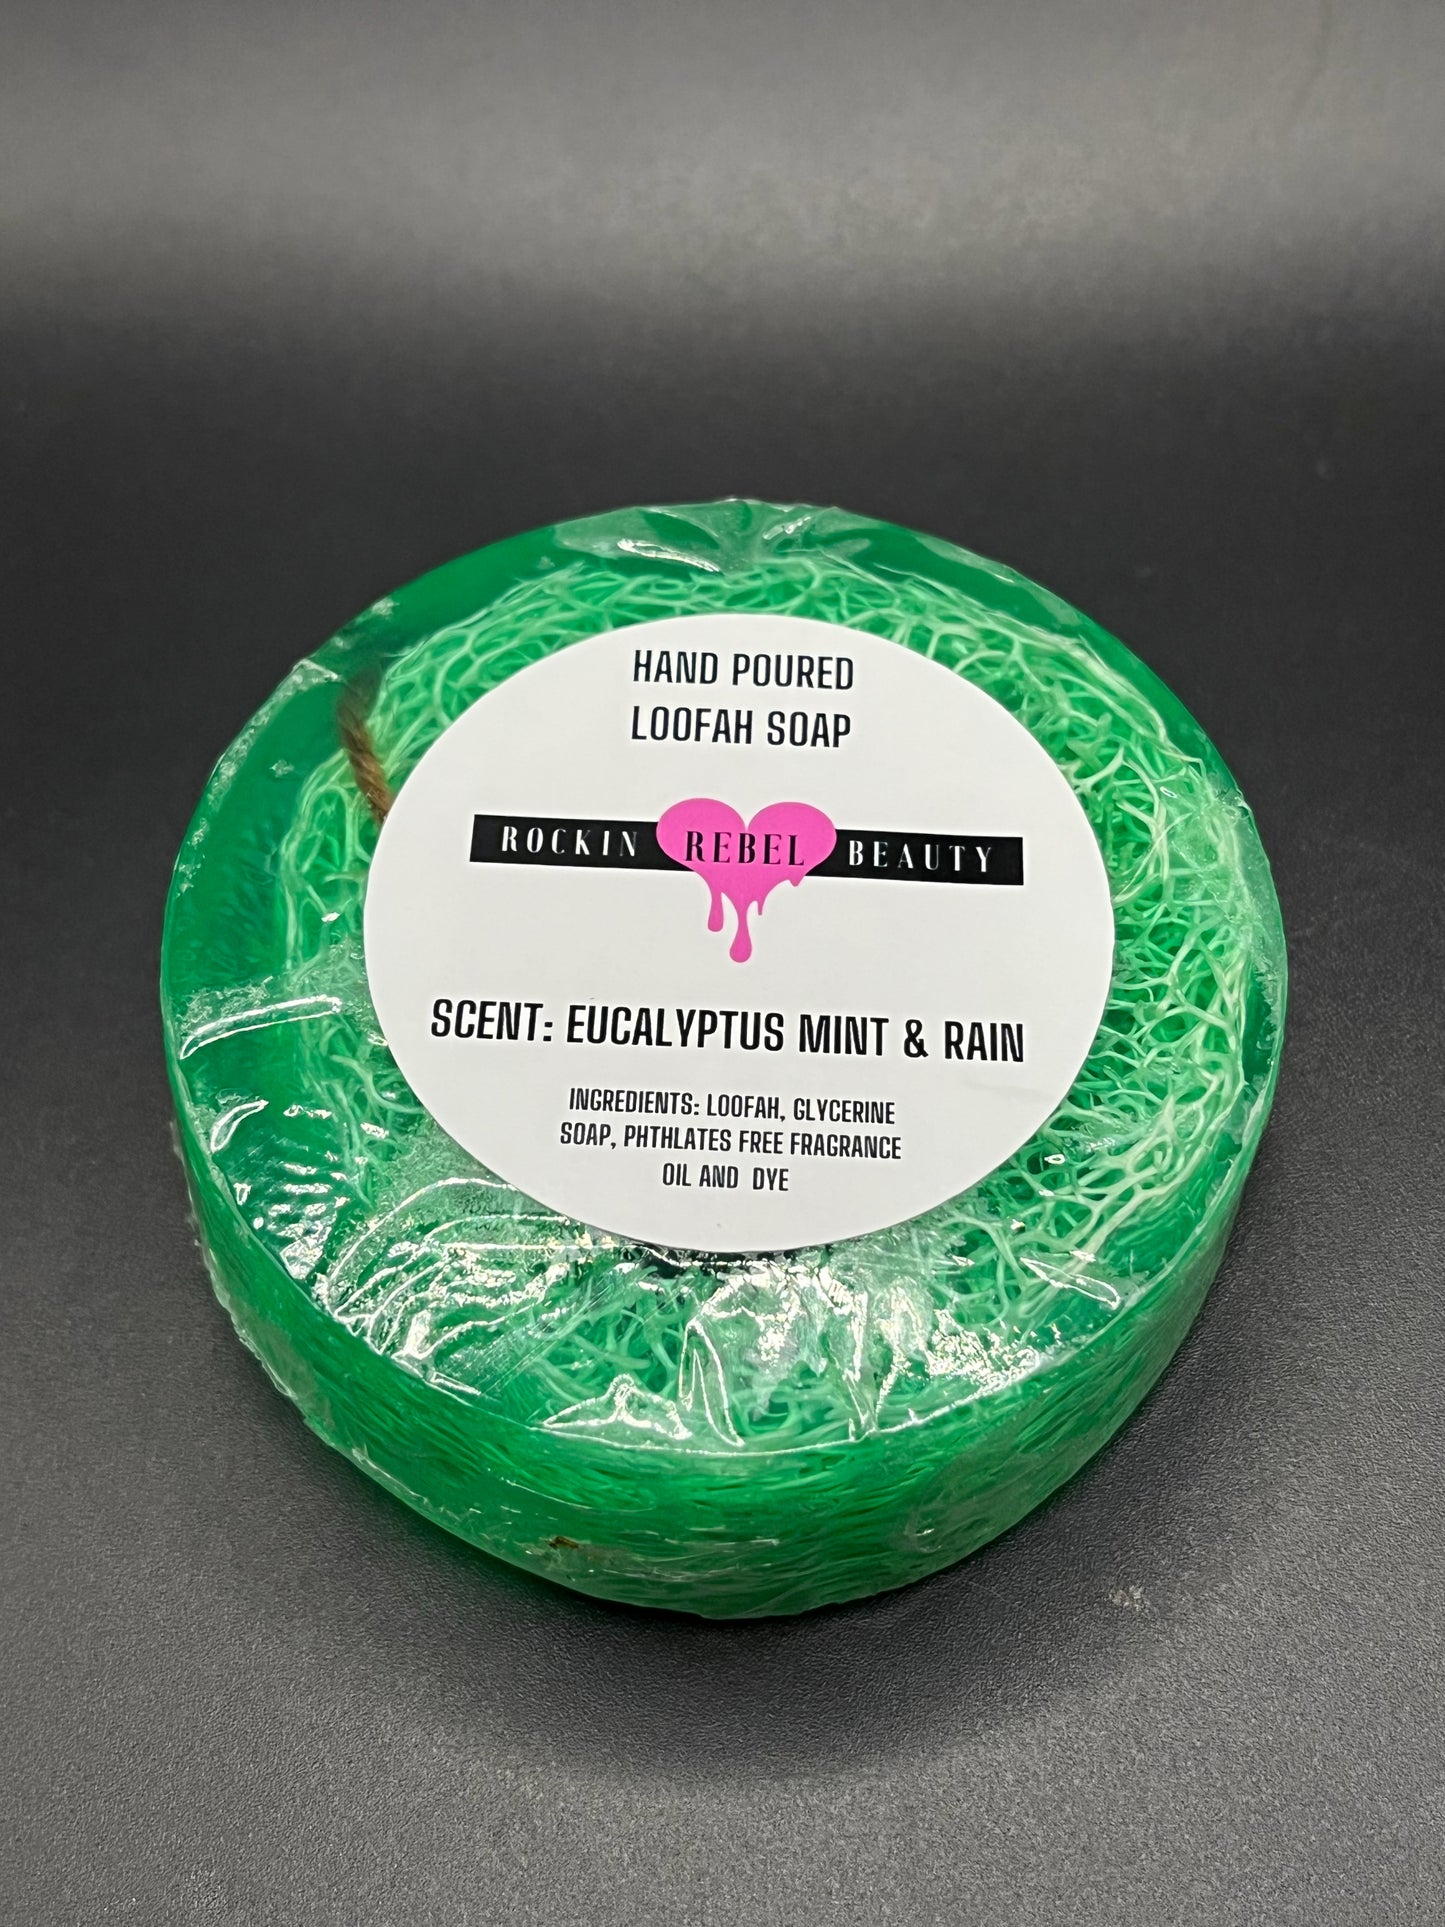 HAND POURED
LOOFAH SOAP
ROCKIN REBEL BEAUTY
SCENT: EUCALYPTUS MINT & RAIN
INGREDIENTS: LOOFAH, GLYCERINE
SOAP, PHTHLATES FREE FRAGRANCE
OIL AND DYE